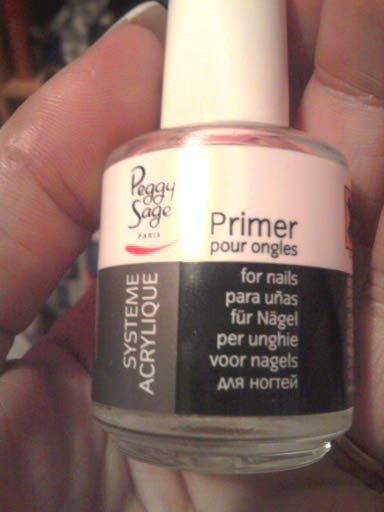 Peggy
Sage
PARIS
Primer
pour ongles
SYSTEME
ACRYLIQUE
for nails
para uñas
für Nägel
per unghie
voor nagels
для ногтей